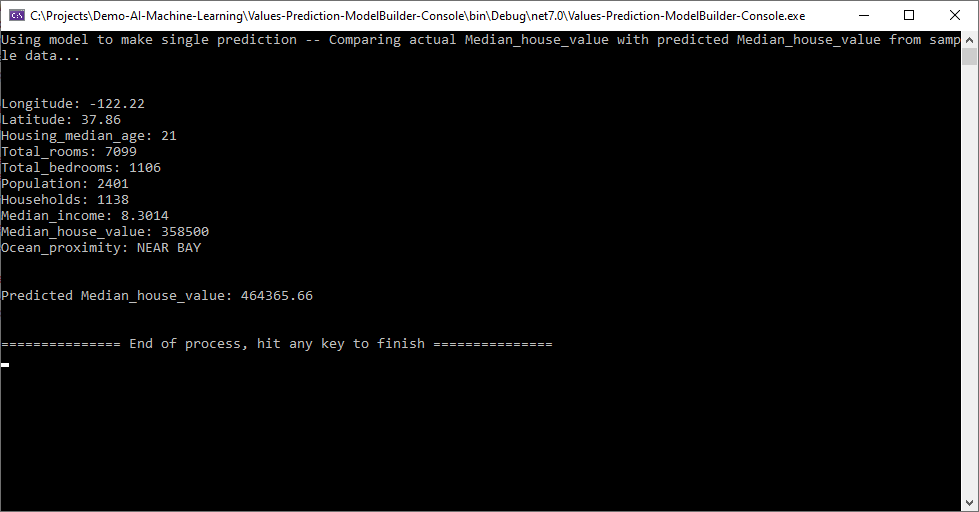 C:\Projects\Demo-AI-Machine-Learning\Values-Prediction-ModelBuilder-Console\bin\Debug\net7.0\Values-Prediction-ModelBuilder-Console.exe
Using model to make single prediction -- Comparing actual Median_house_value with predicted Median_house_value from samp
le data...
Longitude: -122.22
Latitude: 37.86
Housing_median_age: 21
Total_rooms: 7099
Total_bedrooms: 1106
Population: 2401
Households: 1138
Median_income: 8.3014
Median_house_value: 358500
Ocean_proximity: NEAR BAY
Predicted Median_house_value: 464365.66
=============== End of process, hit any key to finish ===============